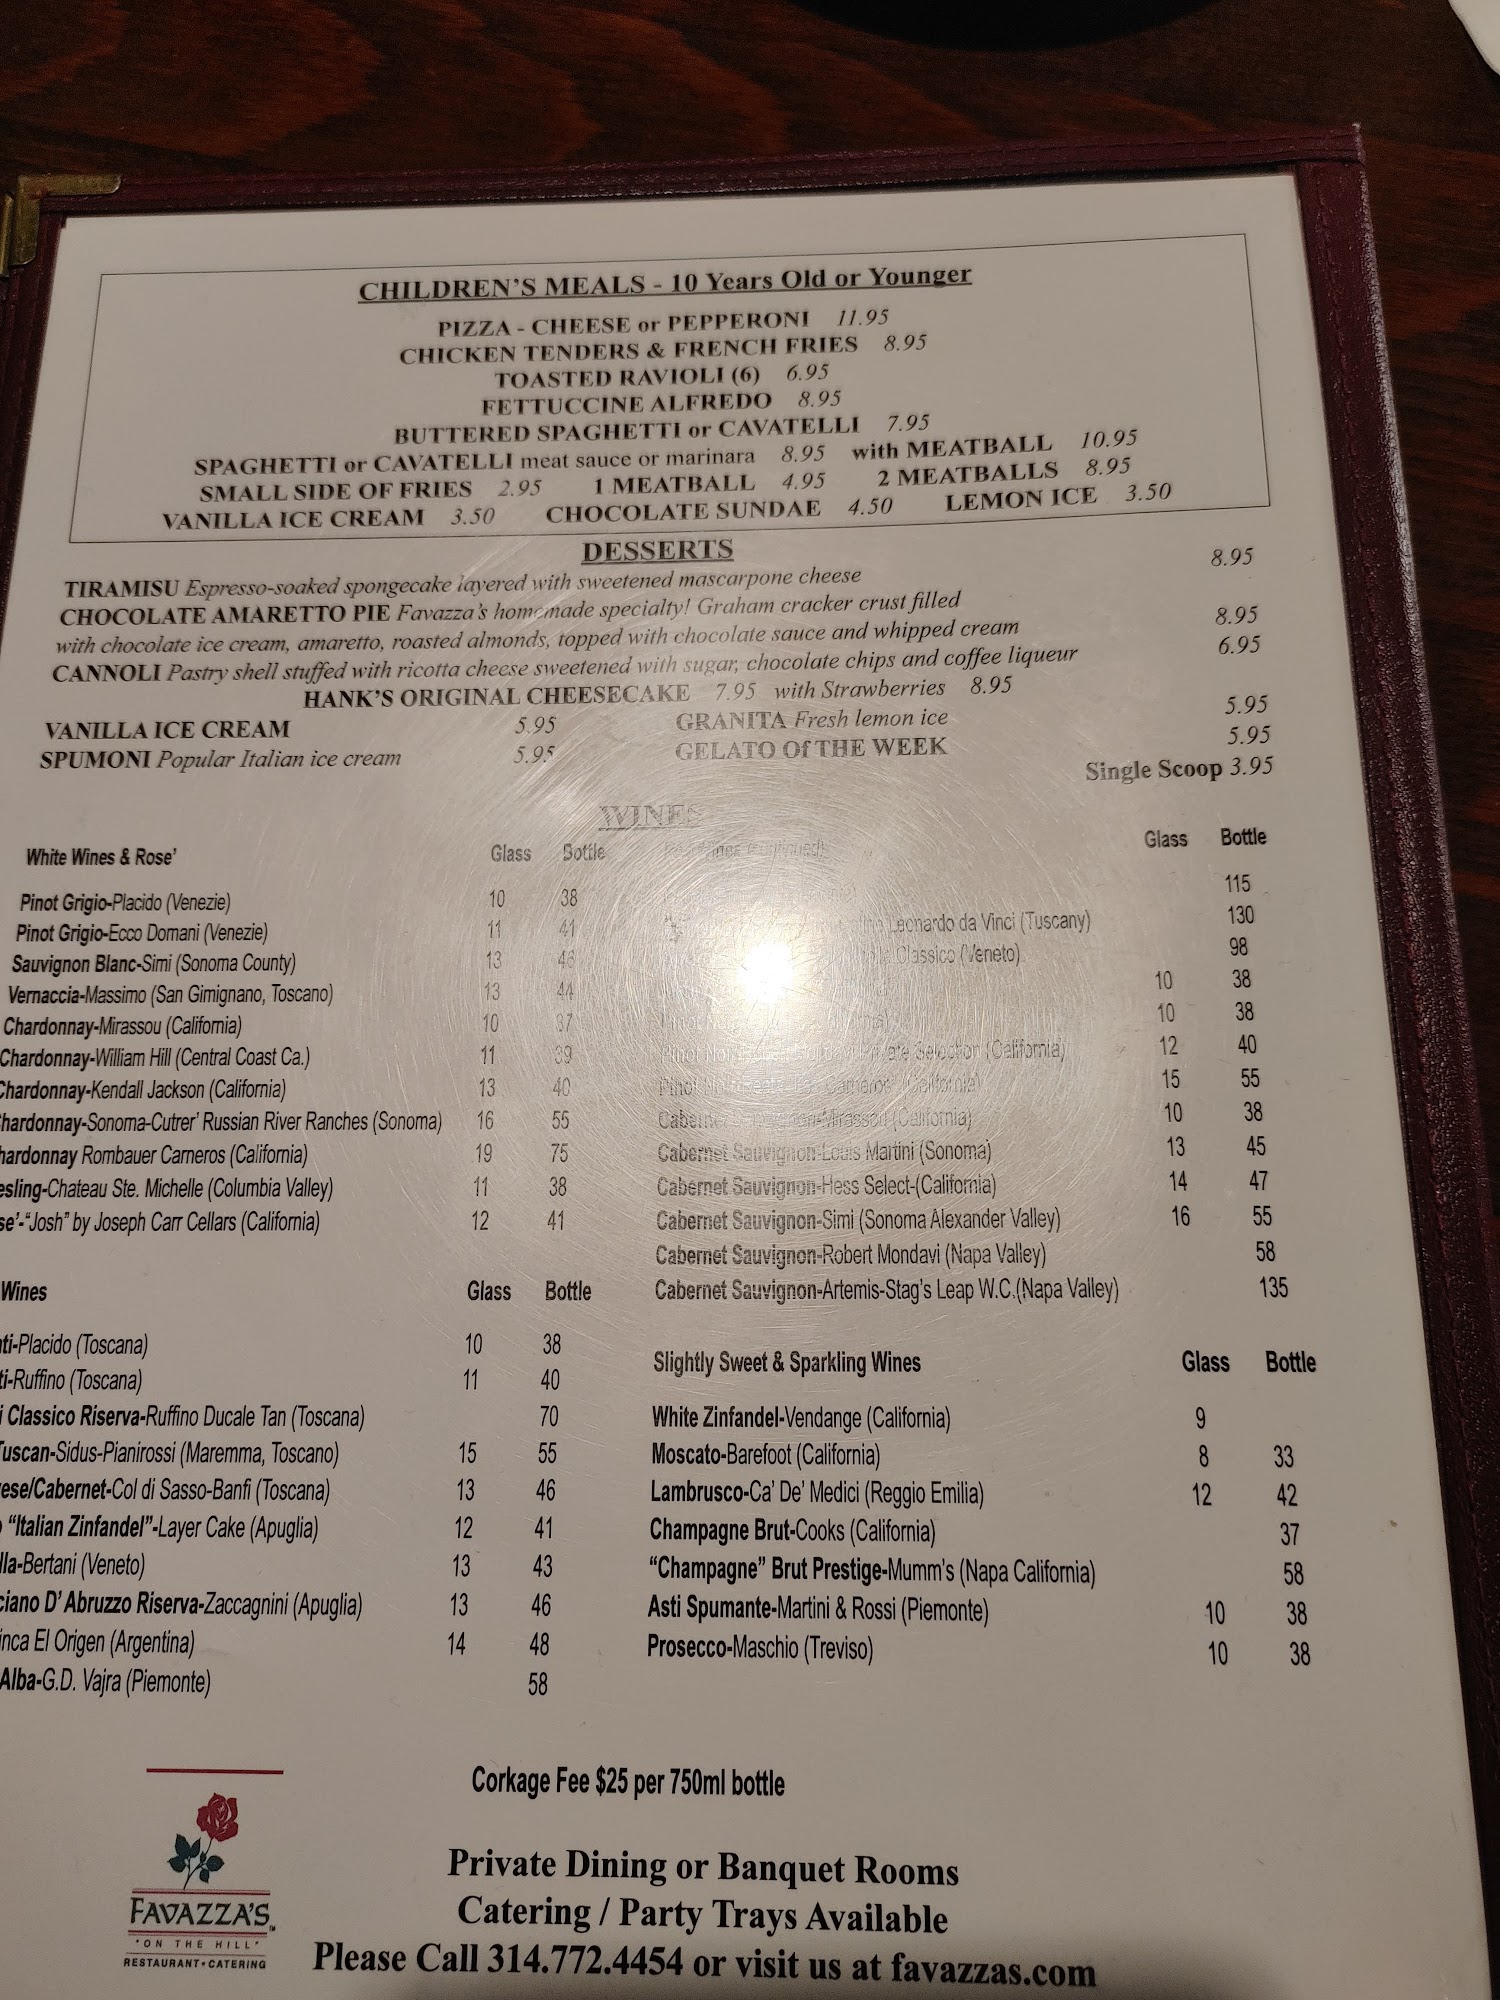 CHILDREN'S MEALS - 10 Years Old or Younger
PIZZA - CHEESE or PEPPERONI 11.95
CHICKEN TENDERS & FRENCH FRIES 8.95
TOASTED RAVIOLI (6) 6.95
FETTUCCINE ALFREDO 8.95
BUTTERED SPAGHETTI or CAVATELLI 7.95
SPAGHETTI or CAVATELLI meat sauce or marinara 8.95 with MEATBALL 10.95
SMALL SIDE OF FRIES 2.95 1 MEATBALL 4.95 2 MEATBALLS 8.95
VANILLA ICE CREAM 3.50 CHOCOLATE SUNDAE 4.50 LEMON ICE 3.50
DESSERTS
TIRAMISU Espresso-soaked spongecake layered with sweetened mascarpone cheese 8.95
CHOCOLATE AMARETTO PIE Favazza's homemade specialty! Graham cracker crust filled
with chocolate ice cream, amaretto, roasted almonds, topped with chocolate sauce and whipped cream 8.95
CANNOLI Pastry shell stuffed with ricotta cheese sweetened with sugar, chocolate chips and coffee liqueur 6.95
HANK'S ORIGINAL CHEESECAKE 7.95 with Strawberries 8.95
VANILLA ICE CREAM 5.95 GRANITA Fresh lemon ice 5.95
SPUMONI Popular Italian ice cream 5.95 GELATO Of THE WEEK 5.95
Single Scoop 3.95
WINES
White Wines & Rose' Glass Bottle
Pinot Grigio-Placido (Venezie) 10 38
Pinot Grigio-Ecco Domani (Venezie) 11 41
Sauvignon Blanc-Simi (Sonoma County) 13
Vernaccia-Massimo (San Gimignano, Toscano) 13 44
Chardonnay-Mirassou (California) 10 37
Chardonnay-William Hill (Central Coast Ca.) 11 39
Chardonnay-Kendall Jackson (California) 13 40
Chardonnay-Sonoma-Cutrer' Russian River Ranches (Sonoma) 16 55
hardonnay Rombauer Carneros (California) 19 75
esling-Chateau Ste. Michelle (Columbia Valley) 11 38
se'-"Josh" by Joseph Carr Cellars (California) 12 41
Wines Glass Bottle
ti-Placido (Toscana) 10 38
ti-Ruffino (Toscana) 11 40
i Classico Riserva-Ruffino Ducale Tan (Toscana) 70
Tuscan-Sidus-Pianirossi (Maremma, Toscano) 15 55
ese/Cabernet-Col di Sasso-Banfi (Toscana) 13 46
"Italian Zinfandel"-Layer Cake (Apuglia) 12 41
lla-Bertani (Veneto) 13 43
ciano D' Abruzzo Riserva-Zaccagnini (Apuglia) 13 46
inca El Origen (Argentina) 14 48
Alba-G.D. Vajra (Piemonte) 58
Glass Bottle
115
Leonardo da Vinci (Tuscany) 130
Classico (Veneto) 98
10 38
10 38
Private Selection (California) 12 40
(California) 15 55
Mirassou (California) 10 38
Cabernet Sauvignon-Louis Martini (Sonoma) 13 45
Cabernet Sauvignon-Hess Select-(California) 14 47
Cabernet Sauvignon-Simi (Sonoma Alexander Valley) 16 55
Cabernet Sauvignon-Robert Mondavi (Napa Valley) 58
Cabernet Sauvignon-Artemis-Stag's Leap W.C.(Napa Valley) 135
Slightly Sweet & Sparkling Wines Glass Bottle
White Zinfandel-Vendange (California) 9
Moscato-Barefoot (California) 8 33
Lambrusco-Ca' De' Medici (Reggio Emilia) 12 42
Champagne Brut-Cooks (California) 37
"Champagne" Brut Prestige-Mumm's (Napa California) 58
Asti Spumante-Martini & Rossi (Piemonte) 10 38
Prosecco-Maschio (Treviso) 10 38
Corkage Fee $25 per 750ml bottle
Private Dining or Banquet Rooms
Catering / Party Trays Available
Please Call 314.772.4454 or visit us at favazzas.com
FAVAZZA'S
"ON THE HILL"
RESTAURANT • CATERING